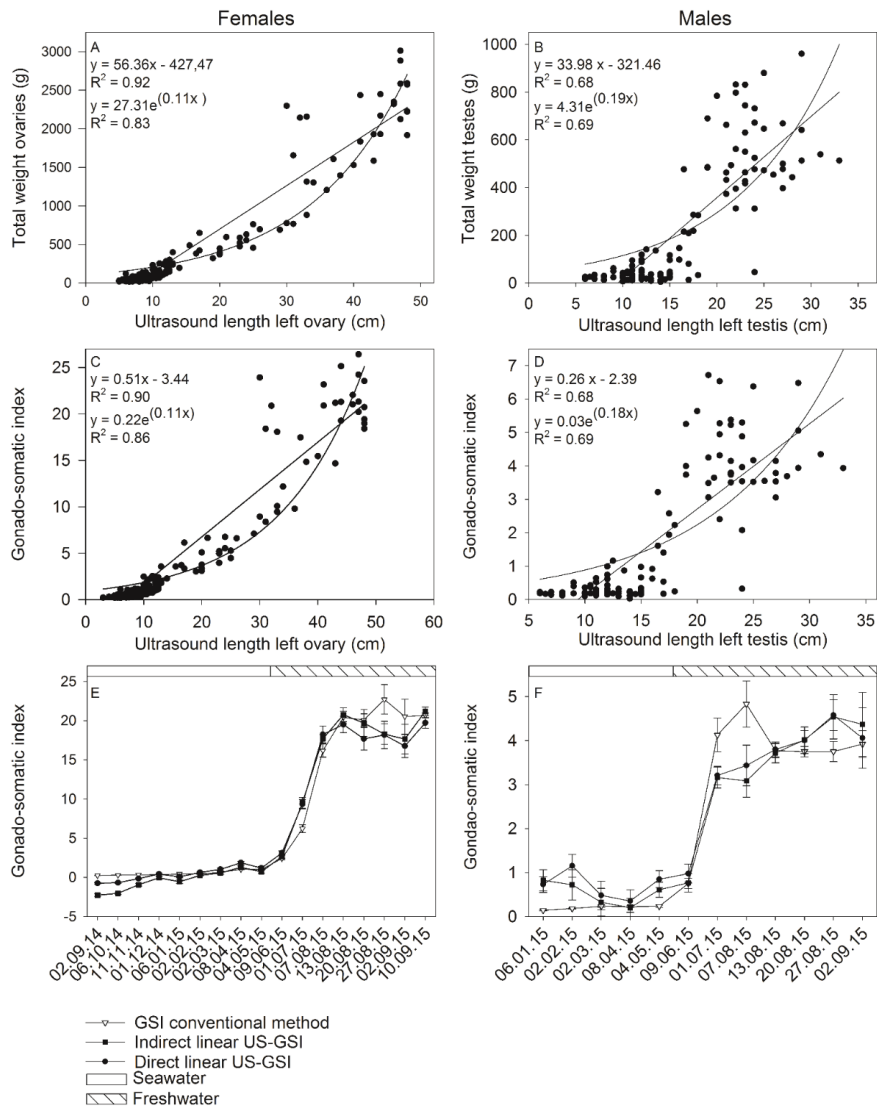 Females
Males
A
y = 56.36x - 427,47
R2 = 0.92
y = 27.31e(0.11x )
R2 = 0.83
Total weight ovaries (g)
3000
2500
2000
1500
1000
500
0
0 10 20 30 40 50
Ultrasound length left ovary (cm)
B
y = 33.98 x - 321.46
R2 = 0.68
y = 4.31e(0.19x)
R2 = 0.69
Total weight testes (g)
1000
800
600
400
200
0
5 10 15 20 25 30 35
Ultrasound length left testis (cm)
C
y = 0.51x - 3.44
R2 = 0.90
y = 0.22e(0.11x)
R2 = 0.86
Gonado-somatic index
25
20
15
10
5
0
0 10 20 30 40 50 60
Ultrasound length left ovary (cm)
D
y = 0.26 x - 2.39
R2 = 0.68
y = 0.03e(0.18x)
R2 = 0.69
Gonado-somatic index
7
6
5
4
3
2
1
0
5 10 15 20 25 30 35
Ultrasound length left testis (cm)
E
Gonado-somatic index
25
20
15
10
5
0
-5
02.09.14
06.10.14
11.11.14
01.12.14
06.01.15
02.02.15
02.03.15
08.04.15
04.05.15
09.06.15
01.07.15
07.08.15
13.08.15
20.08.15
27.08.15
02.09.15
10.09.15
F
Gondao-somatic index
5
4
3
2
1
0
06.01.15
02.02.15
02.03.15
08.04.15
04.05.15
09.06.15
01.07.15
07.08.15
13.08.15
20.08.15
27.08.15
02.09.15
GSI conventional method
Indirect linear US-GSI
Direct linear US-GSI
Seawater
Freshwater